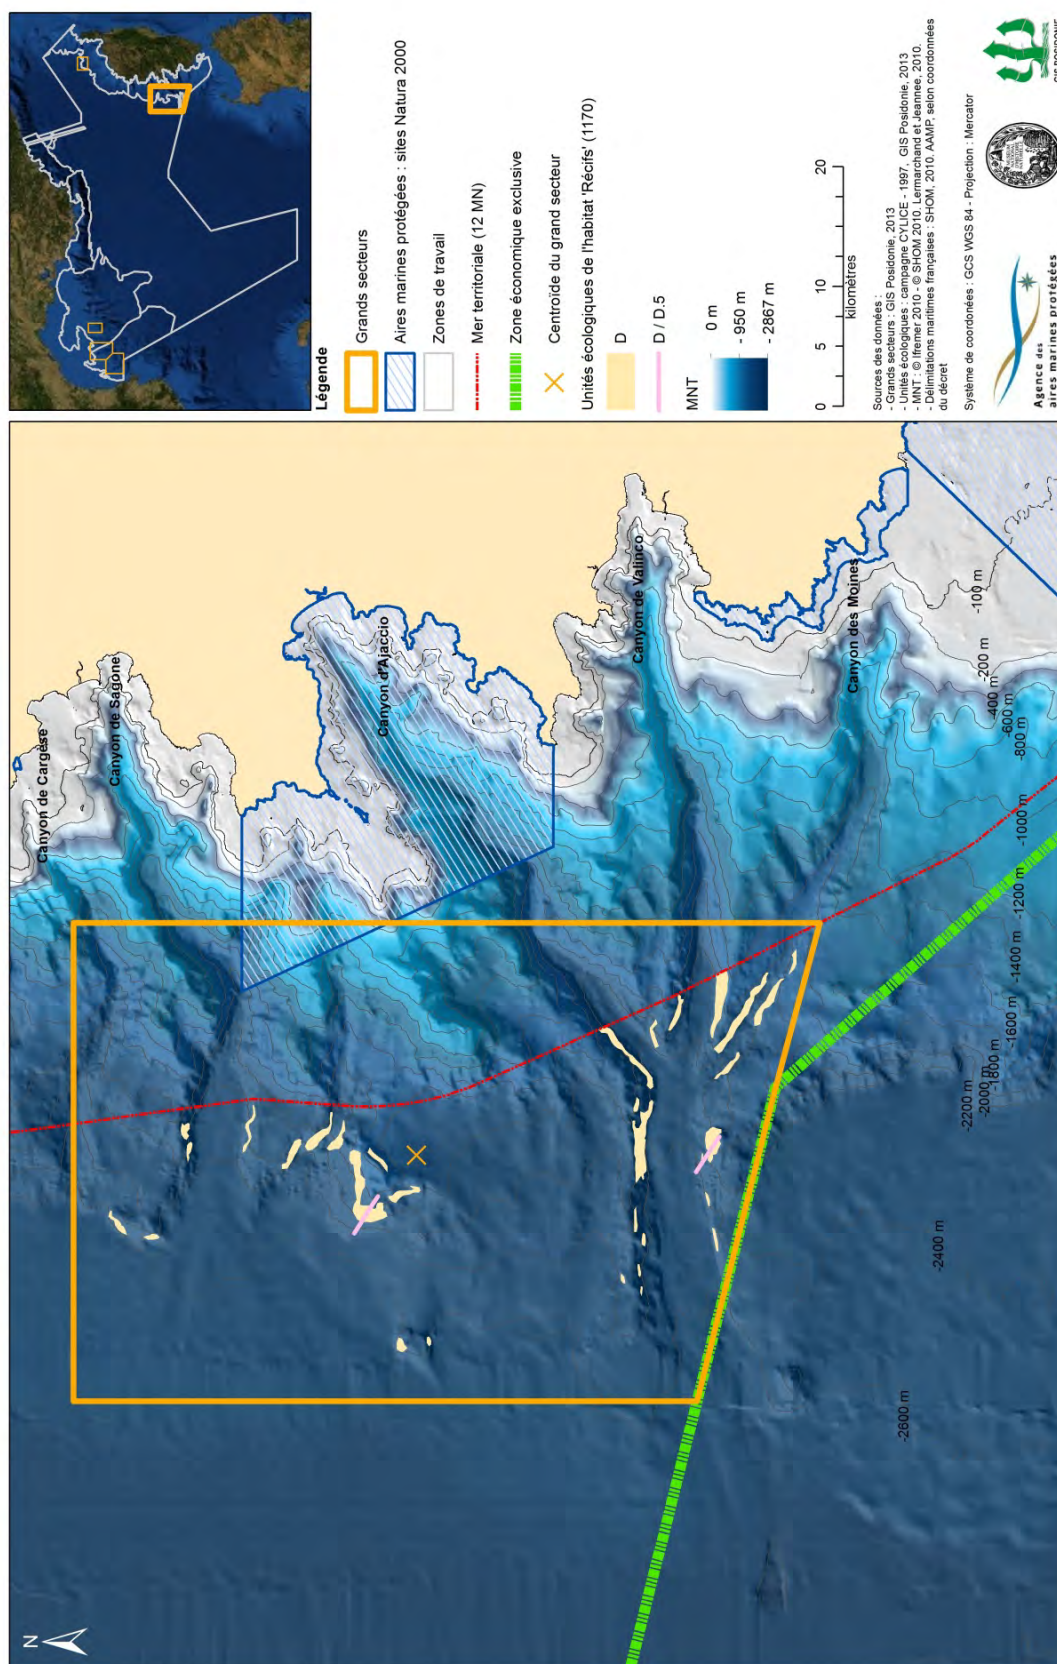 N
Canyon de Cargèse
Canyon de Sagone
Canyon d'Ajaccio
Canyon de Valinco
Canyon des Moines
-100 m
-200 m
-400 m
-600 m
-800 m
-1000 m
-1200 m
-1400 m
-1600 m
-1800 m
-2000 m
-2200 m
-2400 m
-2600 m
Légende
Grands secteurs
Aires marines protégées : sites Natura 2000
Zones de travail
Mer territoriale (12 MN)
Zone économique exclusive
Centroïde du grand secteur
Unités écologiques de l'habitat 'Récifs' (1170)
D
D / D.5
MNT
0 m
- 950 m
- 2867 m
0 5 10 20
kilomètres
Sources des données :
- Grands secteurs : GIS Posidonie, 2013
- Unités écologiques : campagne CYLICE - 1997, GIS Posidonie, 2013
- MNT : © Ifremer 2010 - © SHOM 2010. Lermarchand et Jeannee, 2010.
- Délimitations maritimes françaises : SHOM, 2010. AAMP, selon coordonnées
du décret
Système de coordonées : GCS WGS 84 - Projection : Mercator
Agence des
aires marines protégées
GIS POSIDONIE